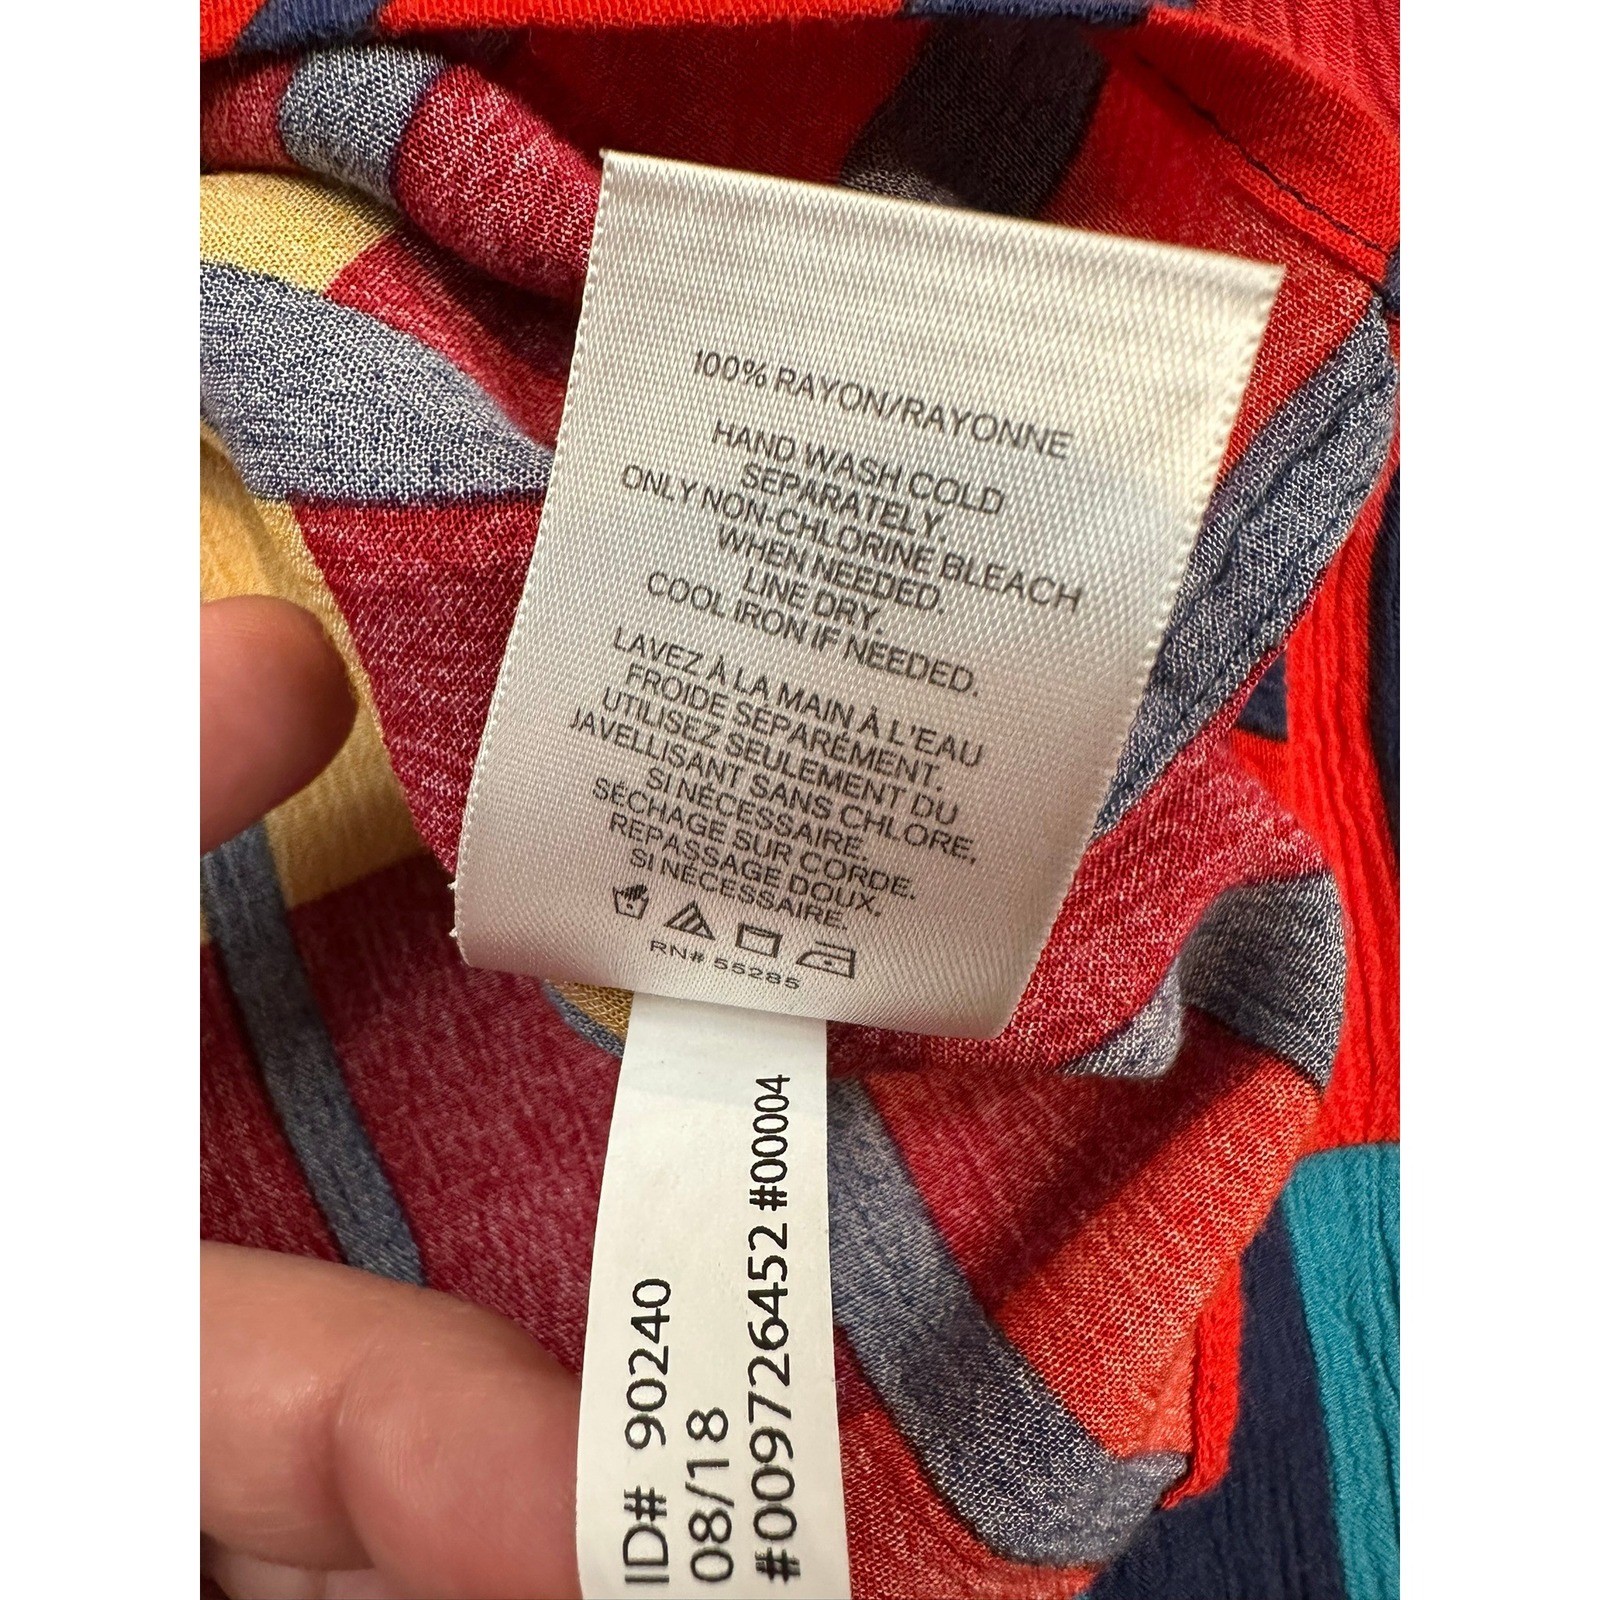 100% RAYON/RAYONNE
HAND WASH COLD
SEPARATELY.
ONLY NON-CHLORINE BLEACH
WHEN NEEDED.
LINE DRY.
COOL IRON IF NEEDED.
LAVEZ À LA MAIN À L'EAU
FROIDE SÉPARÉMENT.
UTILISEZ SEULEMENT DU
JAVELLISANT SANS CHLORE,
SI NÉCESSAIRE.
SÉCHAGE SUR CORDE.
REPASSAGE DOUX.
SI NÉCESSAIRE.
RN# 55285
ID# 90240
08/18
#009726452 #00004